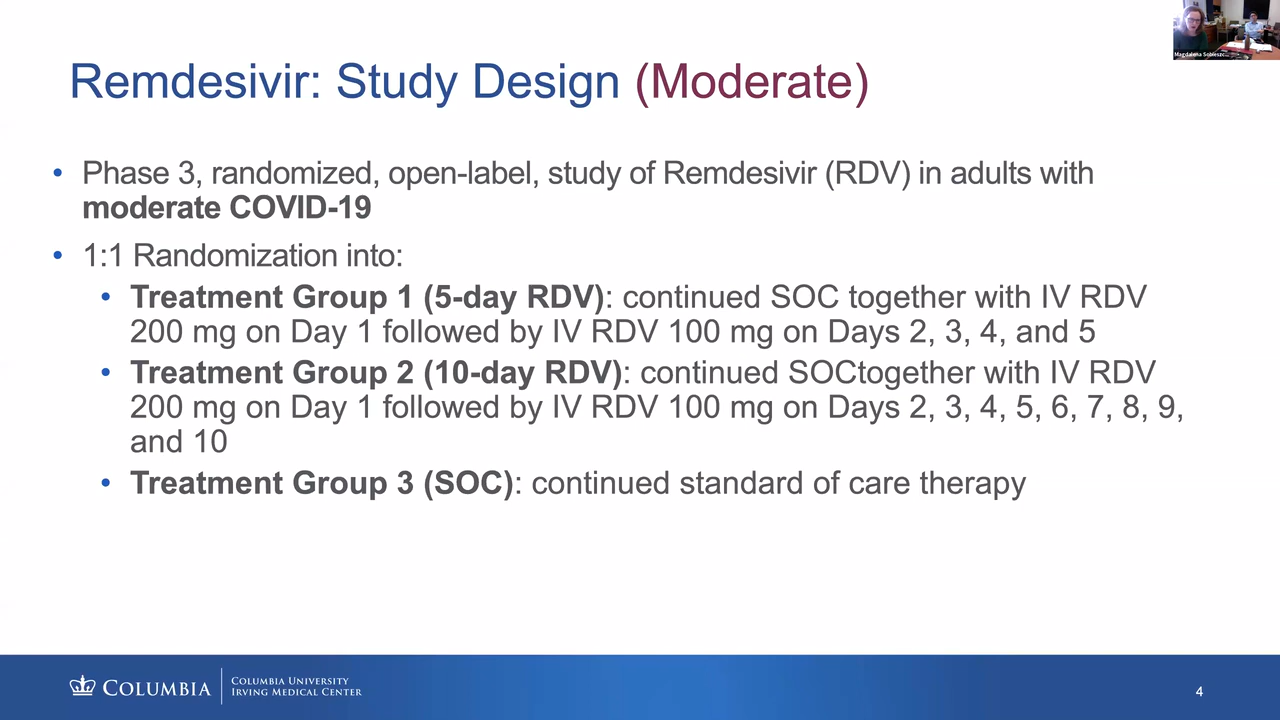 Magdalena Sobieszc...
Remdesivir: Study Design (Moderate)
• Phase 3, randomized, open-label, study of Remdesivir (RDV) in adults with
moderate COVID-19
• 1:1 Randomization into:
• Treatment Group 1 (5-day RDV): continued SOC together with IV RDV
200 mg on Day 1 followed by IV RDV 100 mg on Days 2, 3, 4, and 5
• Treatment Group 2 (10-day RDV): continued SOCtogether with IV RDV
200 mg on Day 1 followed by IV RDV 100 mg on Days 2, 3, 4, 5, 6, 7, 8, 9,
and 10
• Treatment Group 3 (SOC): continued standard of care therapy
COLUMBIA
COLUMBIA UNIVERSITY
IRVING MEDICAL CENTER
4